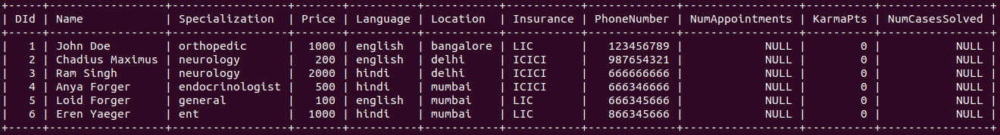 +-----+-----------------+-----------------+-------+----------+-----------+-----------+-------------+-----------------+----------+----------------+
| DId | Name            | Specialization  | Price | Language | Location  | Insurance | PhoneNumber | NumAppointments | KarmaPts | NumCasesSolved |
+-----+-----------------+-----------------+-------+----------+-----------+-----------+-------------+-----------------+----------+----------------+
|   1 | John Doe        | orthopedic      |  1000 | english  | bangalore | LIC       |   123456789 |            NULL |        0 |           NULL |
|   2 | Chadius Maximus | neurology       |   200 | english  | delhi     | ICICI     |   987654321 |            NULL |        0 |           NULL |
|   3 | Ram Singh       | neurology       |  2000 | hindi    | delhi     | ICICI     |   666666666 |            NULL |        0 |           NULL |
|   4 | Anya Forger     | endocrinologist |   500 | hindi    | mumbai    | ICICI     |   666346666 |            NULL |        0 |           NULL |
|   5 | Loid Forger     | general         |   100 | english  | mumbai    | LIC       |   666345666 |            NULL |        0 |           NULL |
|   6 | Eren Yaeger     | ent             |  1000 | hindi    | mumbai    | LIC       |   866345666 |            NULL |        0 |           NULL |
+-----+-----------------+-----------------+-------+----------+-----------+-----------+-------------+-----------------+----------+----------------+